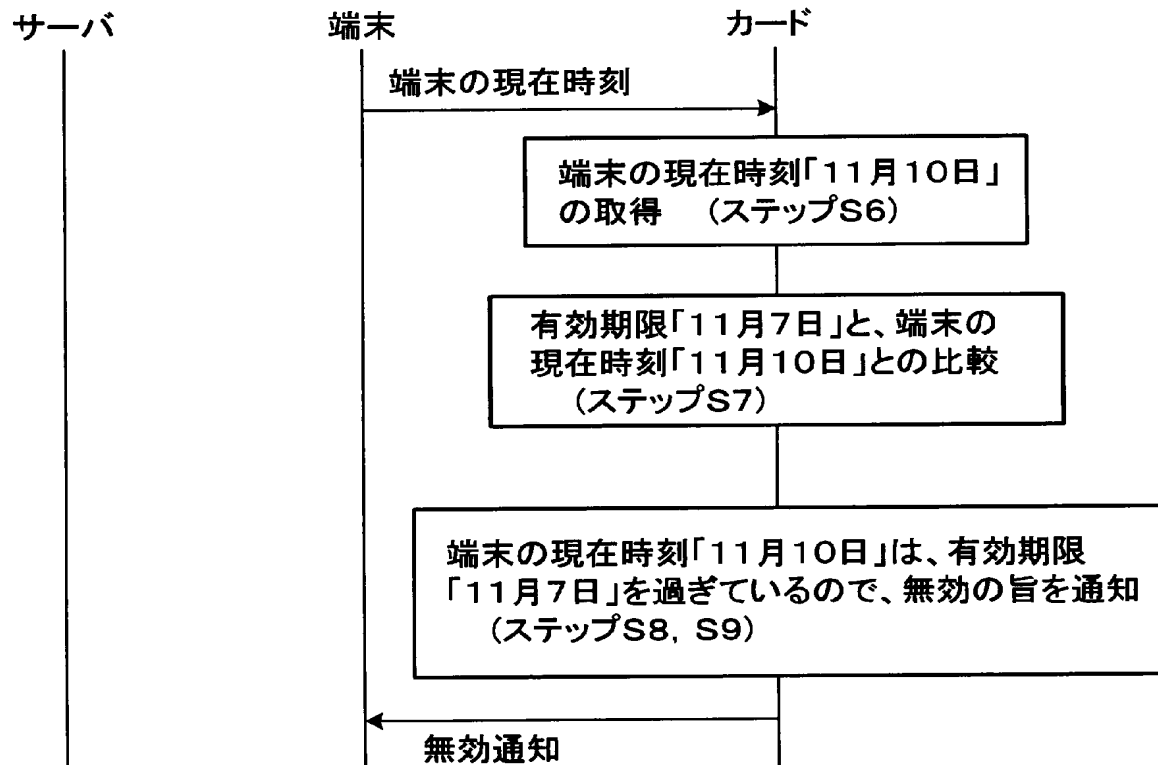 サーバ
端末
カード
端末の現在時刻
端末の現在時刻「11月10日」
の取得　(ステップS6)
有効期限「11月7日」と、端末の
現在時刻「11月10日」との比較
(ステップS7)
端末の現在時刻「11月10日」は、有効期限
「11月7日」を過ぎているので、無効の旨を通知
(ステップS8, S9)
無効通知